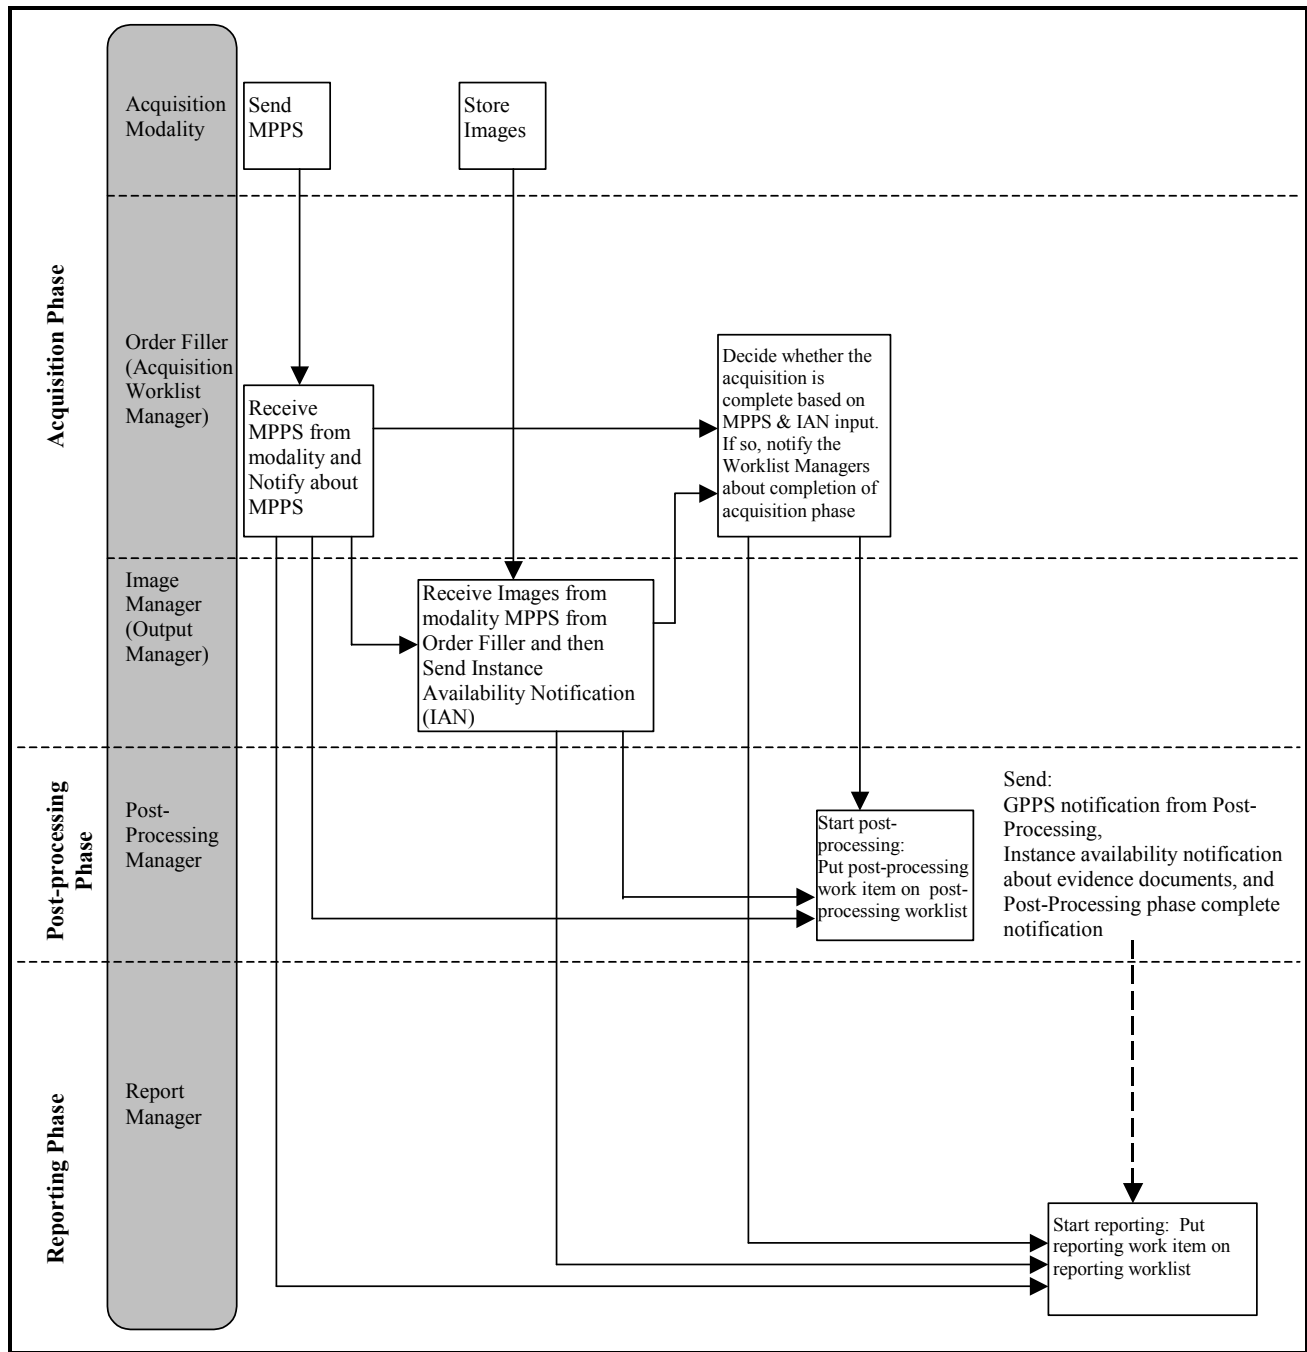 Acquisition Phase
Acquisition
Modality
Send
MPPS
Store
Images
Order Filler
(Acquisition
Worklist
Manager)
Receive
MPPS from
modality and
Notify about
MPPS
Decide whether the
acquisition is
complete based on
MPPS & IAN input.
If so, notify the
Worklist Managers
about completion of
acquisition phase
Image
Manager
(Output
Manager)
Receive Images from
modality MPPS from
Order Filler and then
Send Instance
Availability Notification
(IAN)
Post-processing
Phase
Post-
Processing
Manager
Start post-
processing:
Put post-processing
work item on post-
processing worklist
Send:
GPPS notification from Post-
Processing,
Instance availability notification
about evidence documents, and
Post-Processing phase complete
notification
Reporting Phase
Report
Manager
Start reporting: Put
reporting work item on
reporting worklist